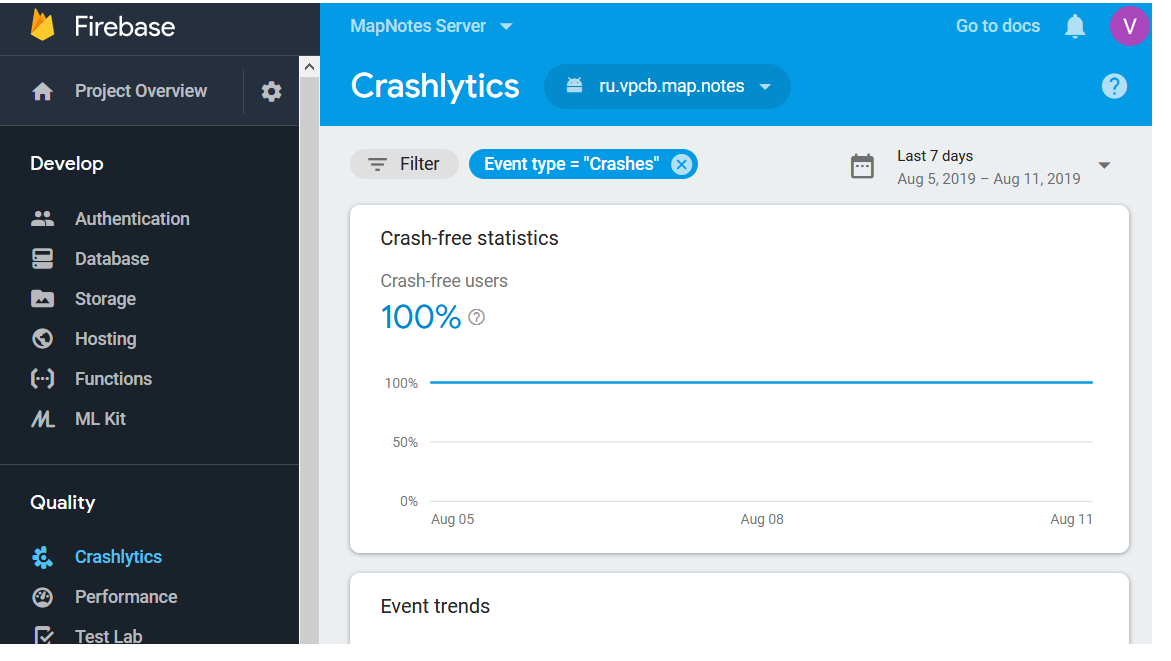 Firebase
Project Overview
Develop
Authentication
Database
Storage
Hosting
Functions
ML Kit
Quality
Crashlytics
Performance
Test Lab
MapNotes Server
Go to docs
V
Crashlytics
ru.vpcb.map.notes
?
Filter
Event type = "Crashes"
Last 7 days
Aug 5, 2019 – Aug 11, 2019
Crash-free statistics
Crash-free users
100% ?
100%
50%
0%
Aug 05 Aug 08 Aug 11
Event trends